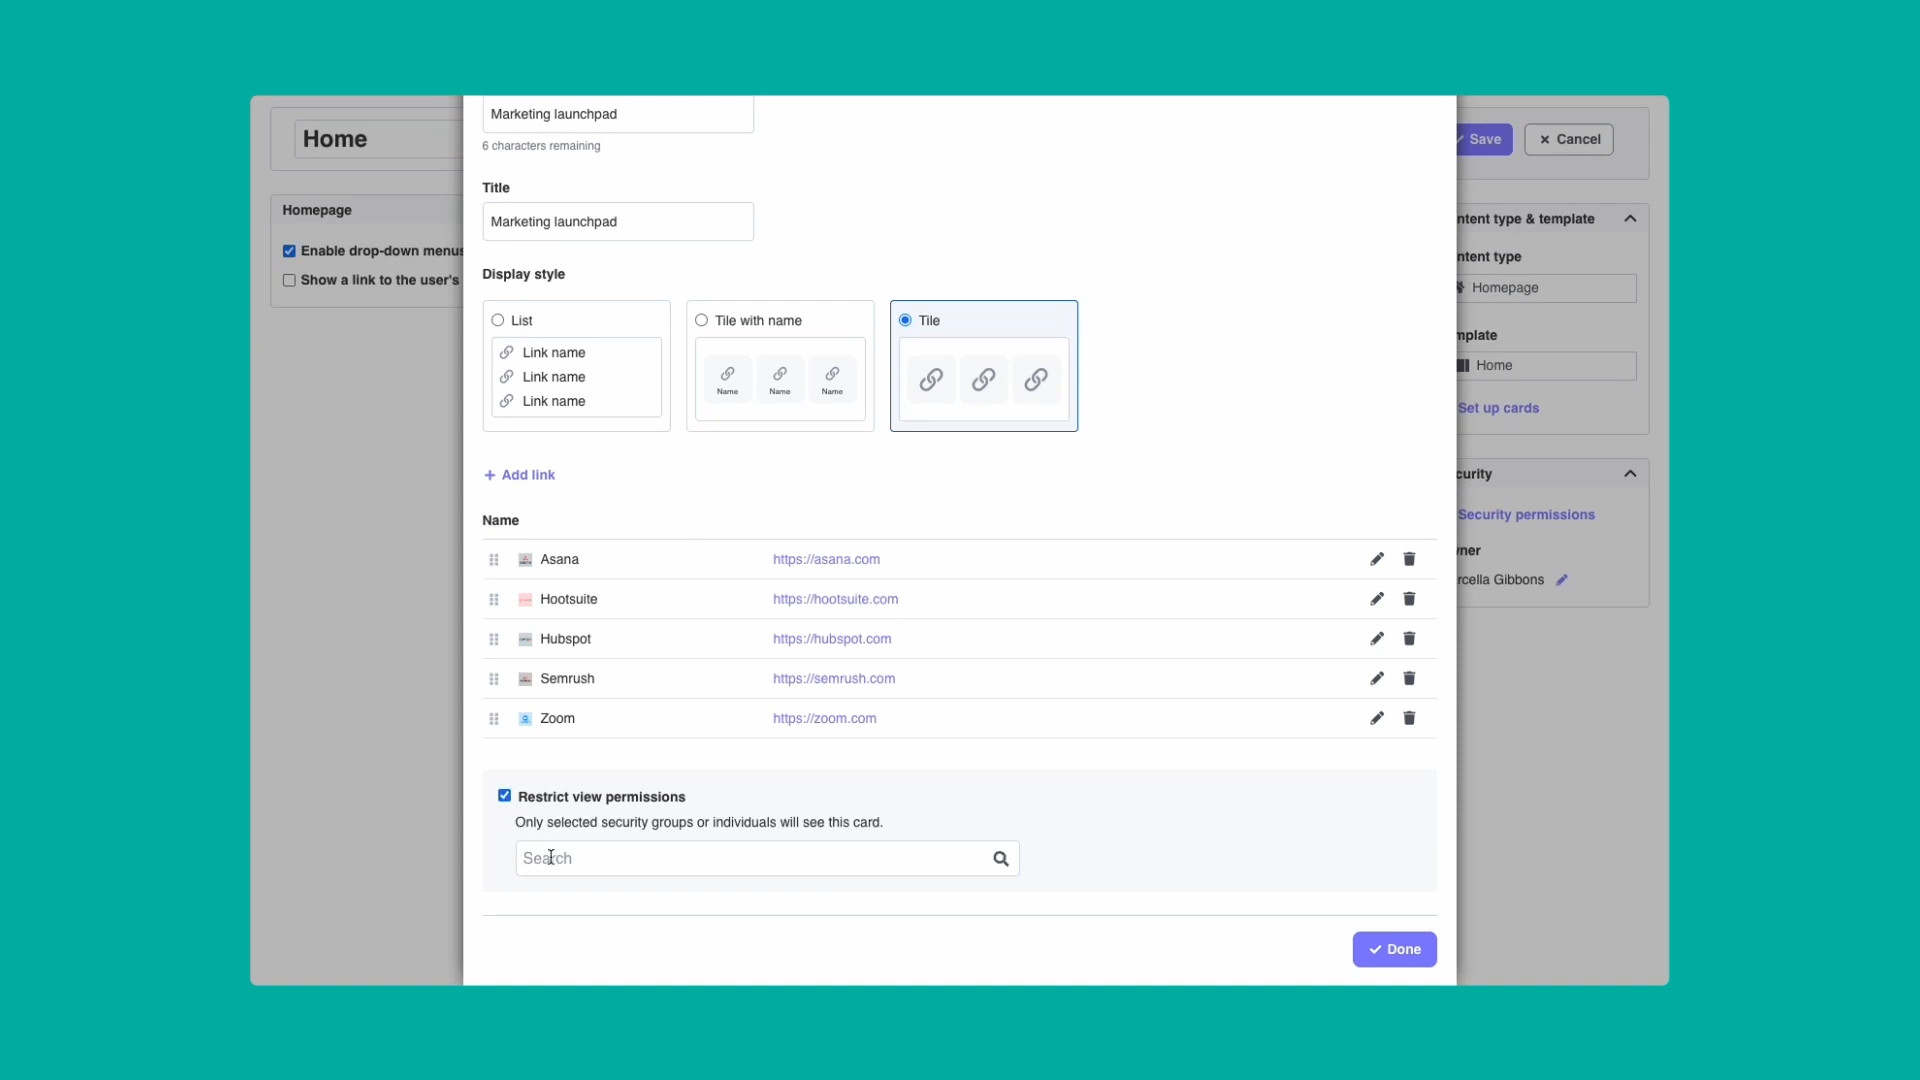 Marketing launchpad
6 characters remaining
Home
Save
Cancel
Homepage
Enable drop-down menus
Show a link to the user's
Title
Marketing launchpad
Display style
List
Link name
Link name
Link name
Tile with name
Name
Name
Name
Tile
Add link
Name
Asana https://asana.com
Hootsuite https://hootsuite.com
Hubspot https://hubspot.com
Semrush https://semrush.com
Zoom https://zoom.com
Restrict view permissions
Only selected security groups or individuals will see this card.
Search
Done
ntent type & template
ntent type
Homepage
mplate
Home
Set up cards
curity
Security permissions
ner
rcella Gibbons